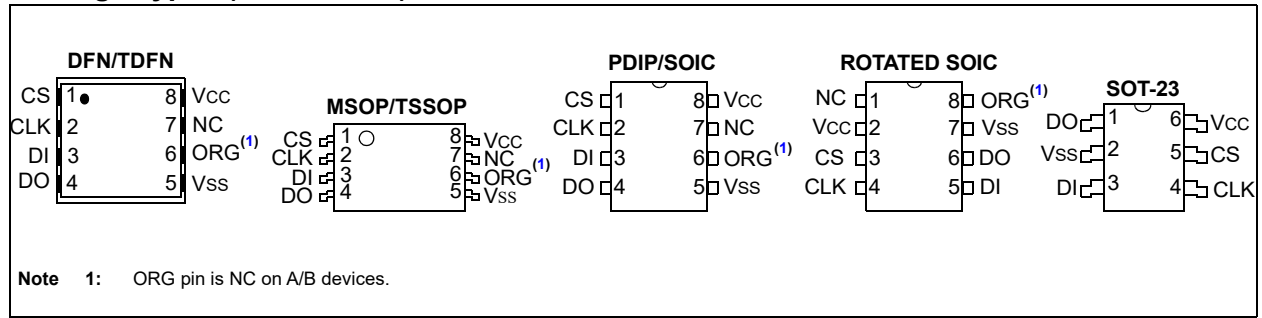 DFN/TDFN
CS 1 8 VCC
CLK 2 7 NC
DI 3 6 ORG(1)
DO 4 5 VSS
MSOP/TSSOP
CS 1 8 VCC
CLK 2 7 NC
DI 3 6 ORG(1)
DO 4 5 VSS
PDIP/SOIC
CS 1 8 VCC
CLK 2 7 NC
DI 3 6 ORG(1)
DO 4 5 VSS
ROTATED SOIC
NC 1 8 ORG(1)
VCC 2 7 VSS
CS 3 6 DO
CLK 4 5 DI
SOT-23
DO 1 6 VCC
VSS 2 5 CS
DI 3 4 CLK
Note 1: ORG pin is NC on A/B devices.